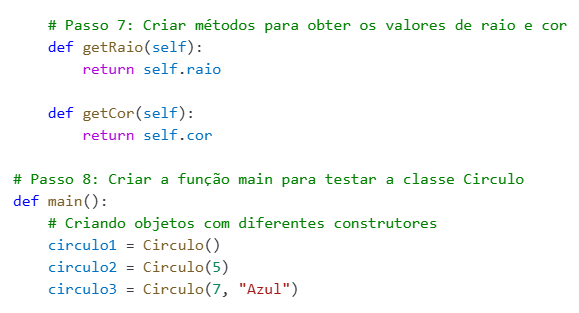 # Passo 7: Criar métodos para obter os valores de raio e cor
def getRaio(self):
return self.raio
def getCor(self):
return self.cor
# Passo 8: Criar a função main para testar a classe Circulo
def main():
# Criando objetos com diferentes construtores
circulo1 = Circulo()
circulo2 = Circulo(5)
circulo3 = Circulo(7, "Azul")